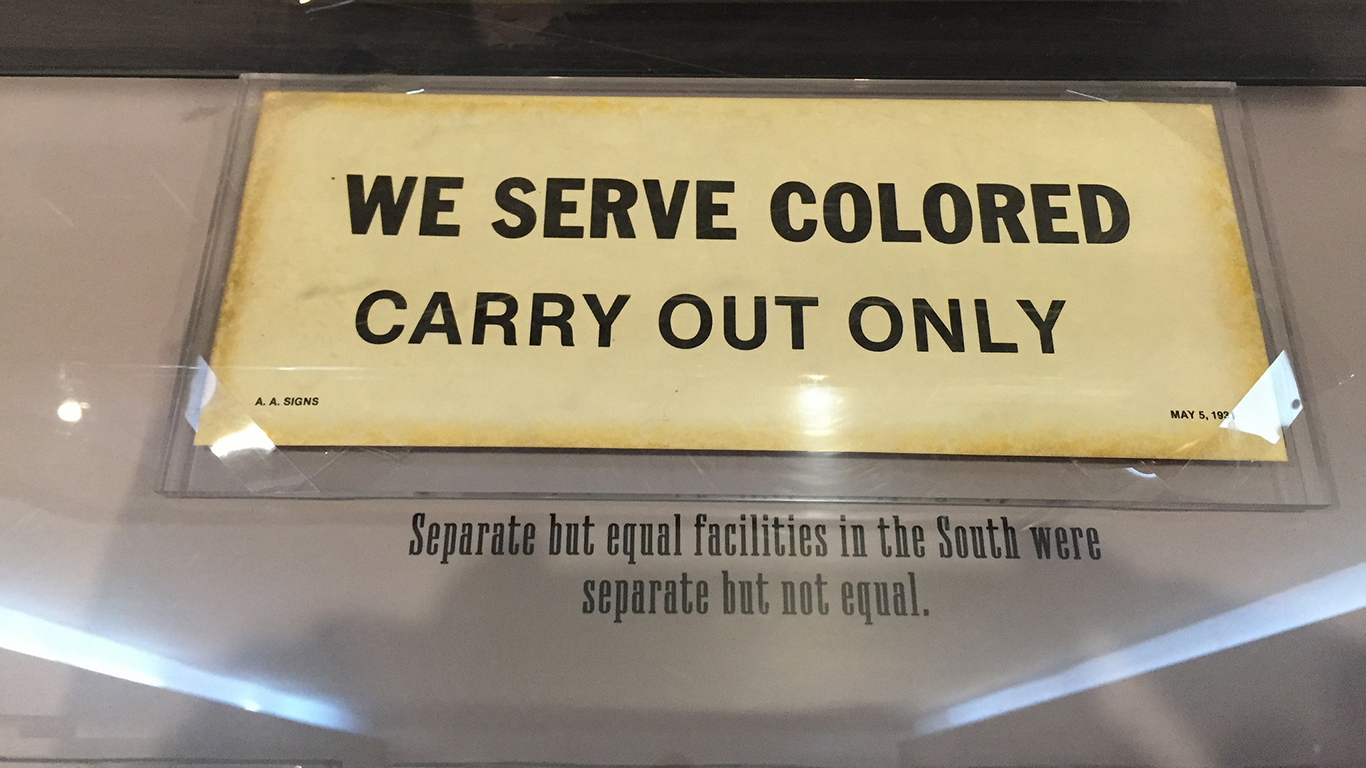 WE SERVE COLORED
CARRY OUT ONLY
A. A. SIGNS
MAY 5,
Separate but equal facilities in the South were
separate but not equal.